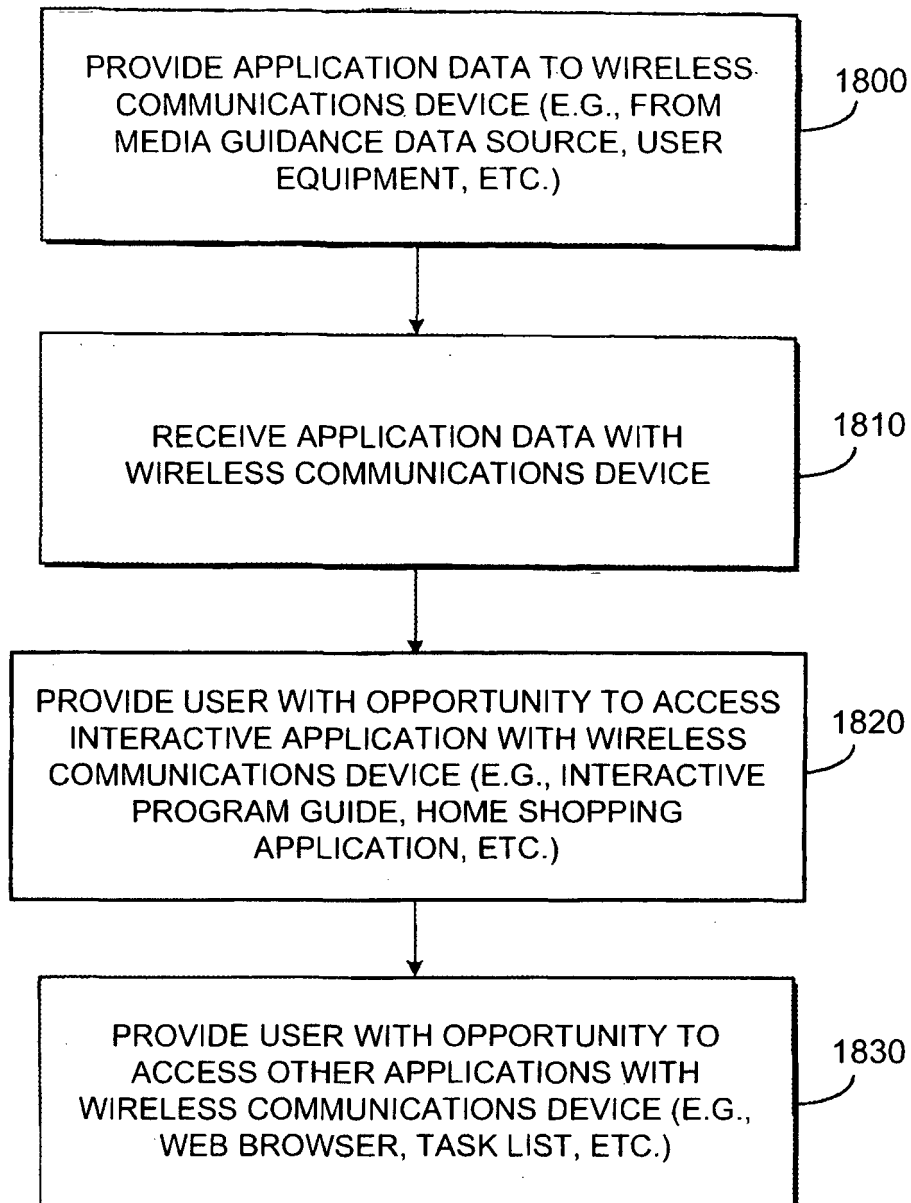 PROVIDE APPLICATION DATA TO WIRELESS
COMMUNICATIONS DEVICE (E.G., FROM
MEDIA GUIDANCE DATA SOURCE, USER
EQUIPMENT, ETC.)
1800
RECEIVE APPLICATION DATA WITH
WIRELESS COMMUNICATIONS DEVICE
1810
PROVIDE USER WITH OPPORTUNITY TO ACCESS
INTERACTIVE APPLICATION WITH WIRELESS
COMMUNICATIONS DEVICE (E.G., INTERACTIVE
PROGRAM GUIDE, HOME SHOPPING
APPLICATION, ETC.)
1820
PROVIDE USER WITH OPPORTUNITY TO
ACCESS OTHER APPLICATIONS WITH
WIRELESS COMMUNICATIONS DEVICE (E.G.,
WEB BROWSER, TASK LIST, ETC.)
1830